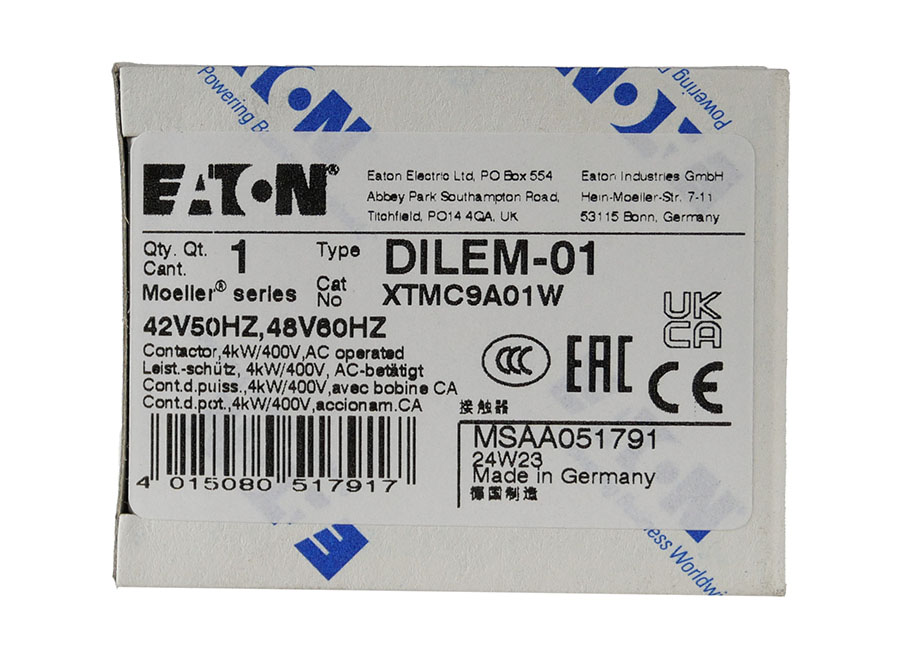 EATON
Powering B
Powering
EATON®
Eaton Electric Ltd, PO Box 554
Abbey Park Southampton Road,
Titchfield, PO14 4QA, UK
Eaton Industries GmbH
Hein-Moeller-Str. 7-11
53115 Bonn, Germany
Qty. Qt. 1
Cant.
Type DILEM-01
Moeller® series
Cat No XTMC9A01W
42V50HZ,48V60HZ
UK
CA
Contactor,4kW/400V,AC operated
Leist.-schütz, 4kW/400V, AC-betätigt
Cont.d.puiss.,4kW/400V,avec bobine CA
Cont.d.pot.,4kW/400V,accionam.CA
CCC
EAC
CE
接触器
MSAA051791
24W23
Made in Germany
德国制造
4 015080 517917
ness Worldwi